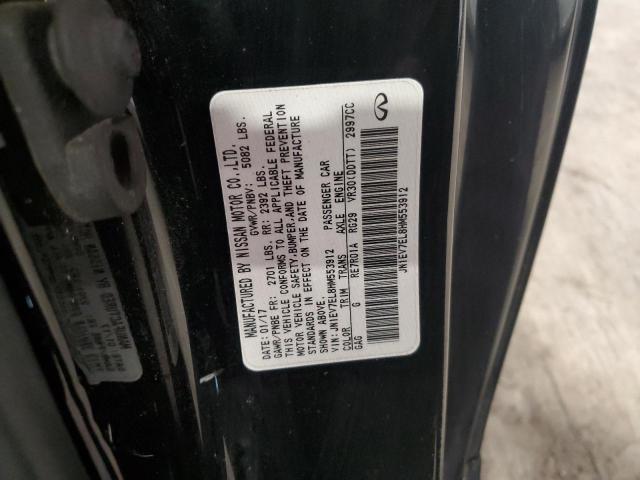 MANUFACTURED BY NISSAN MOTOR CO.,LTD.
DATE: 01/17 GVWR/PNBV: 5082 LBS.
GAWR/PNBE FR: 2701 LBS. RR: 2392 LBS.
THIS VEHICLE CONFORMS TO ALL APPLICABLE FEDERAL
MOTOR VEHICLE SAFETY,BUMPER,AND THEFT PREVENTION
STANDARDS IN EFFECT ON THE DATE OF MANUFACTURE
SHOWN ABOVE.
VIN: JN1EV7EL8HM553912 PASSENGER CAR
COLOR TRIM TRANS AXLE ENGINE
GAG G RE7R01A RG29 VR30(DDTT) 2997CC
JN1EV7EL8HM553912